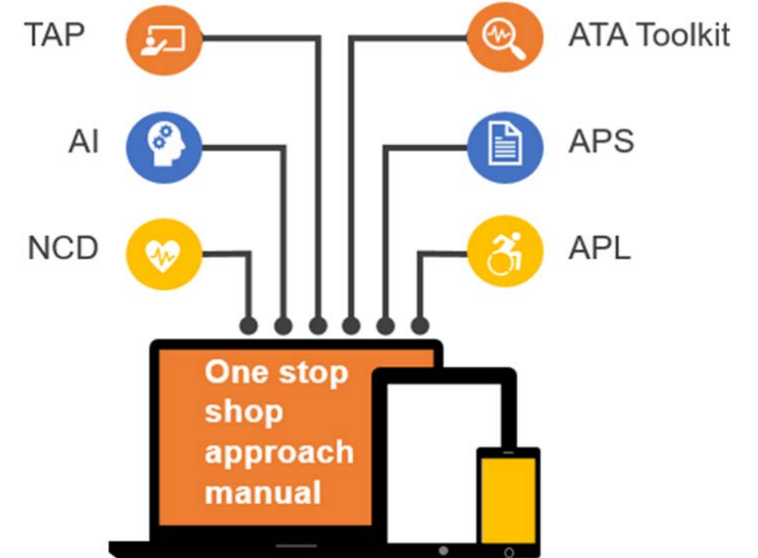 TAP
ATA Toolkit
AI
APS
NCD
APL
One stop
shop
approach
manual